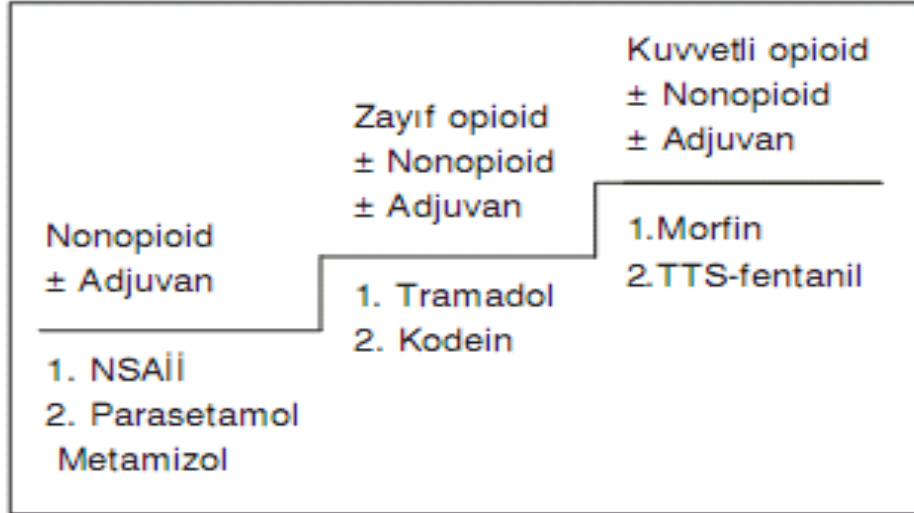 Nonopioid
± Adjuvan
1. NSAİİ
2. Parasetamol
Metamizol
Zayıf opioid
± Nonopioid
± Adjuvan
1. Tramadol
2. Kodein
Kuvvetli opioid
± Nonopioid
± Adjuvan
1.Morfin
2.TTS-fentanil